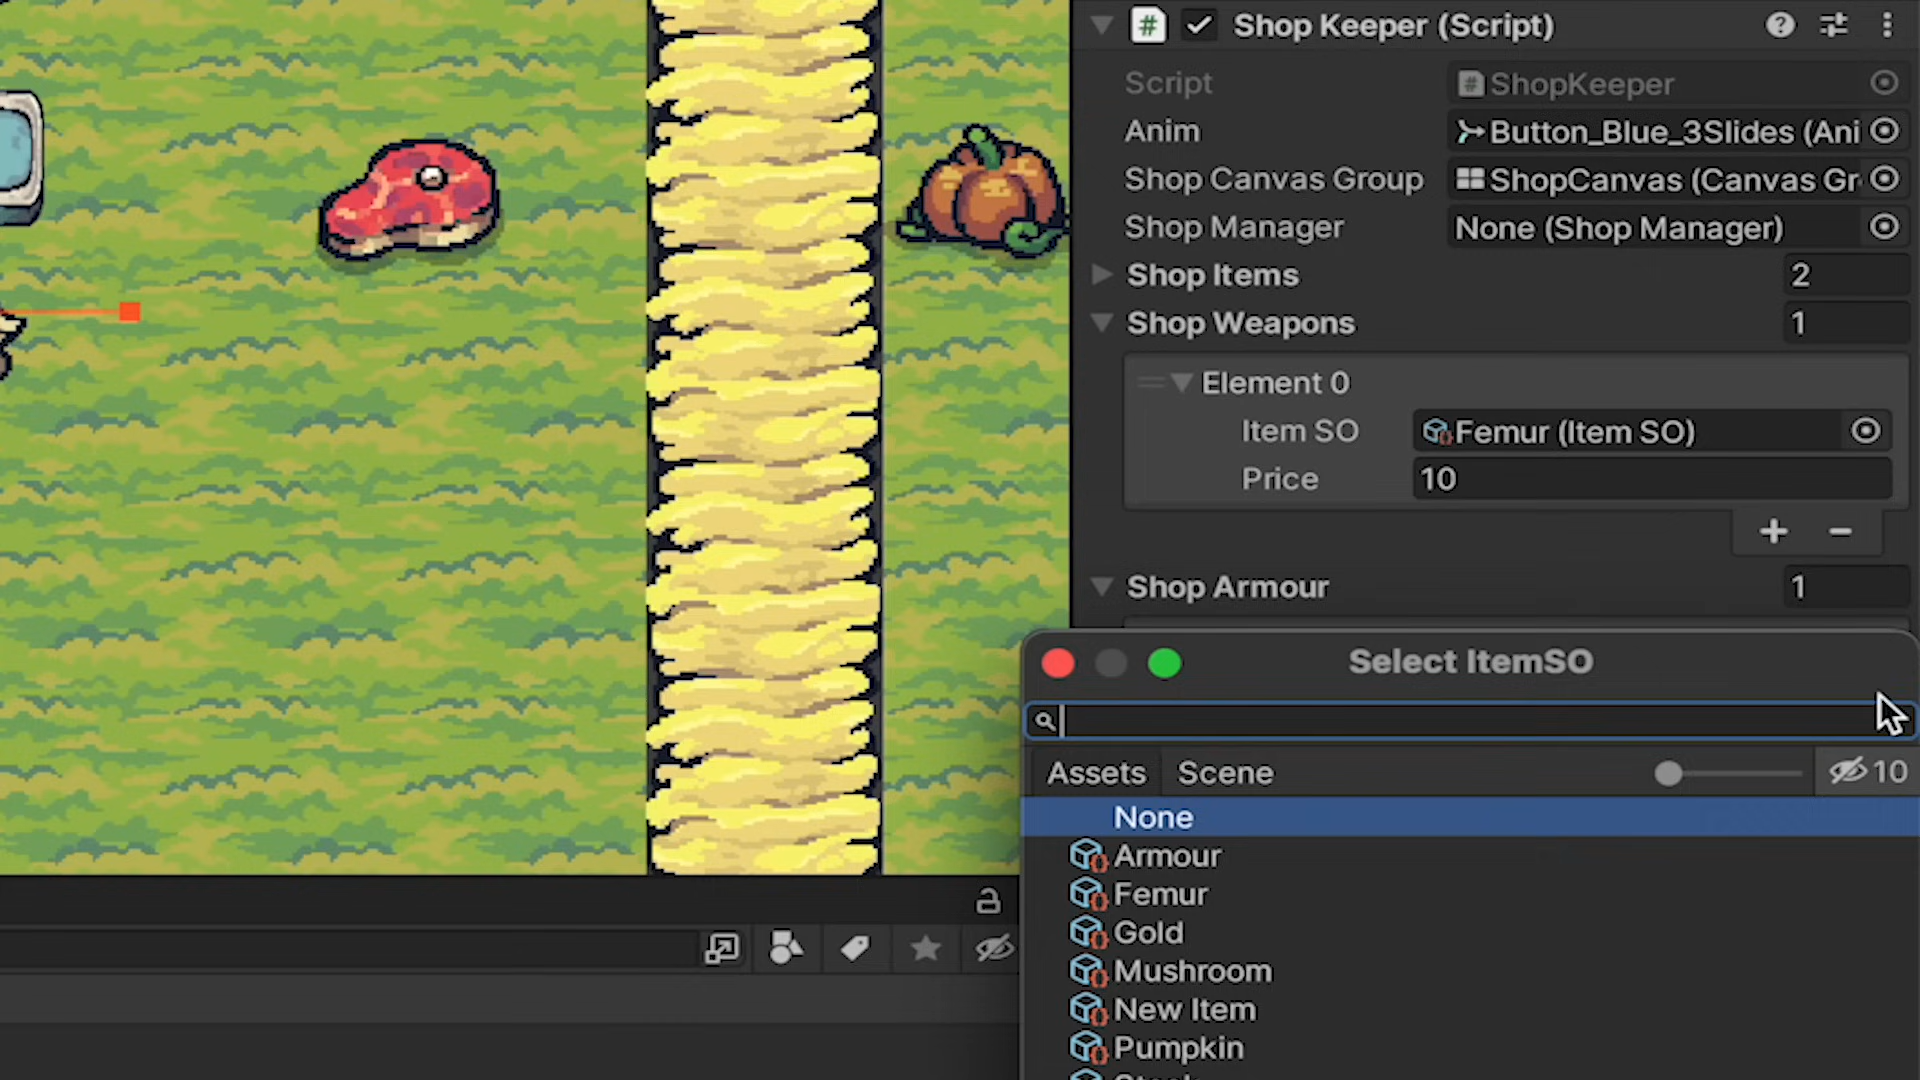 Shop Keeper (Script)
Script ShopKeeper
Anim Button_Blue_3Slides (Ani
Shop Canvas Group ShopCanvas (Canvas Gr
Shop Manager None (Shop Manager)
Shop Items 2
Shop Weapons 1
Element 0
Item SO Femur (Item SO)
Price 10
+ −
Shop Armour 1
Select ItemSO
Assets Scene 10
None
Armour
Femur
Gold
Mushroom
New Item
Pumpkin